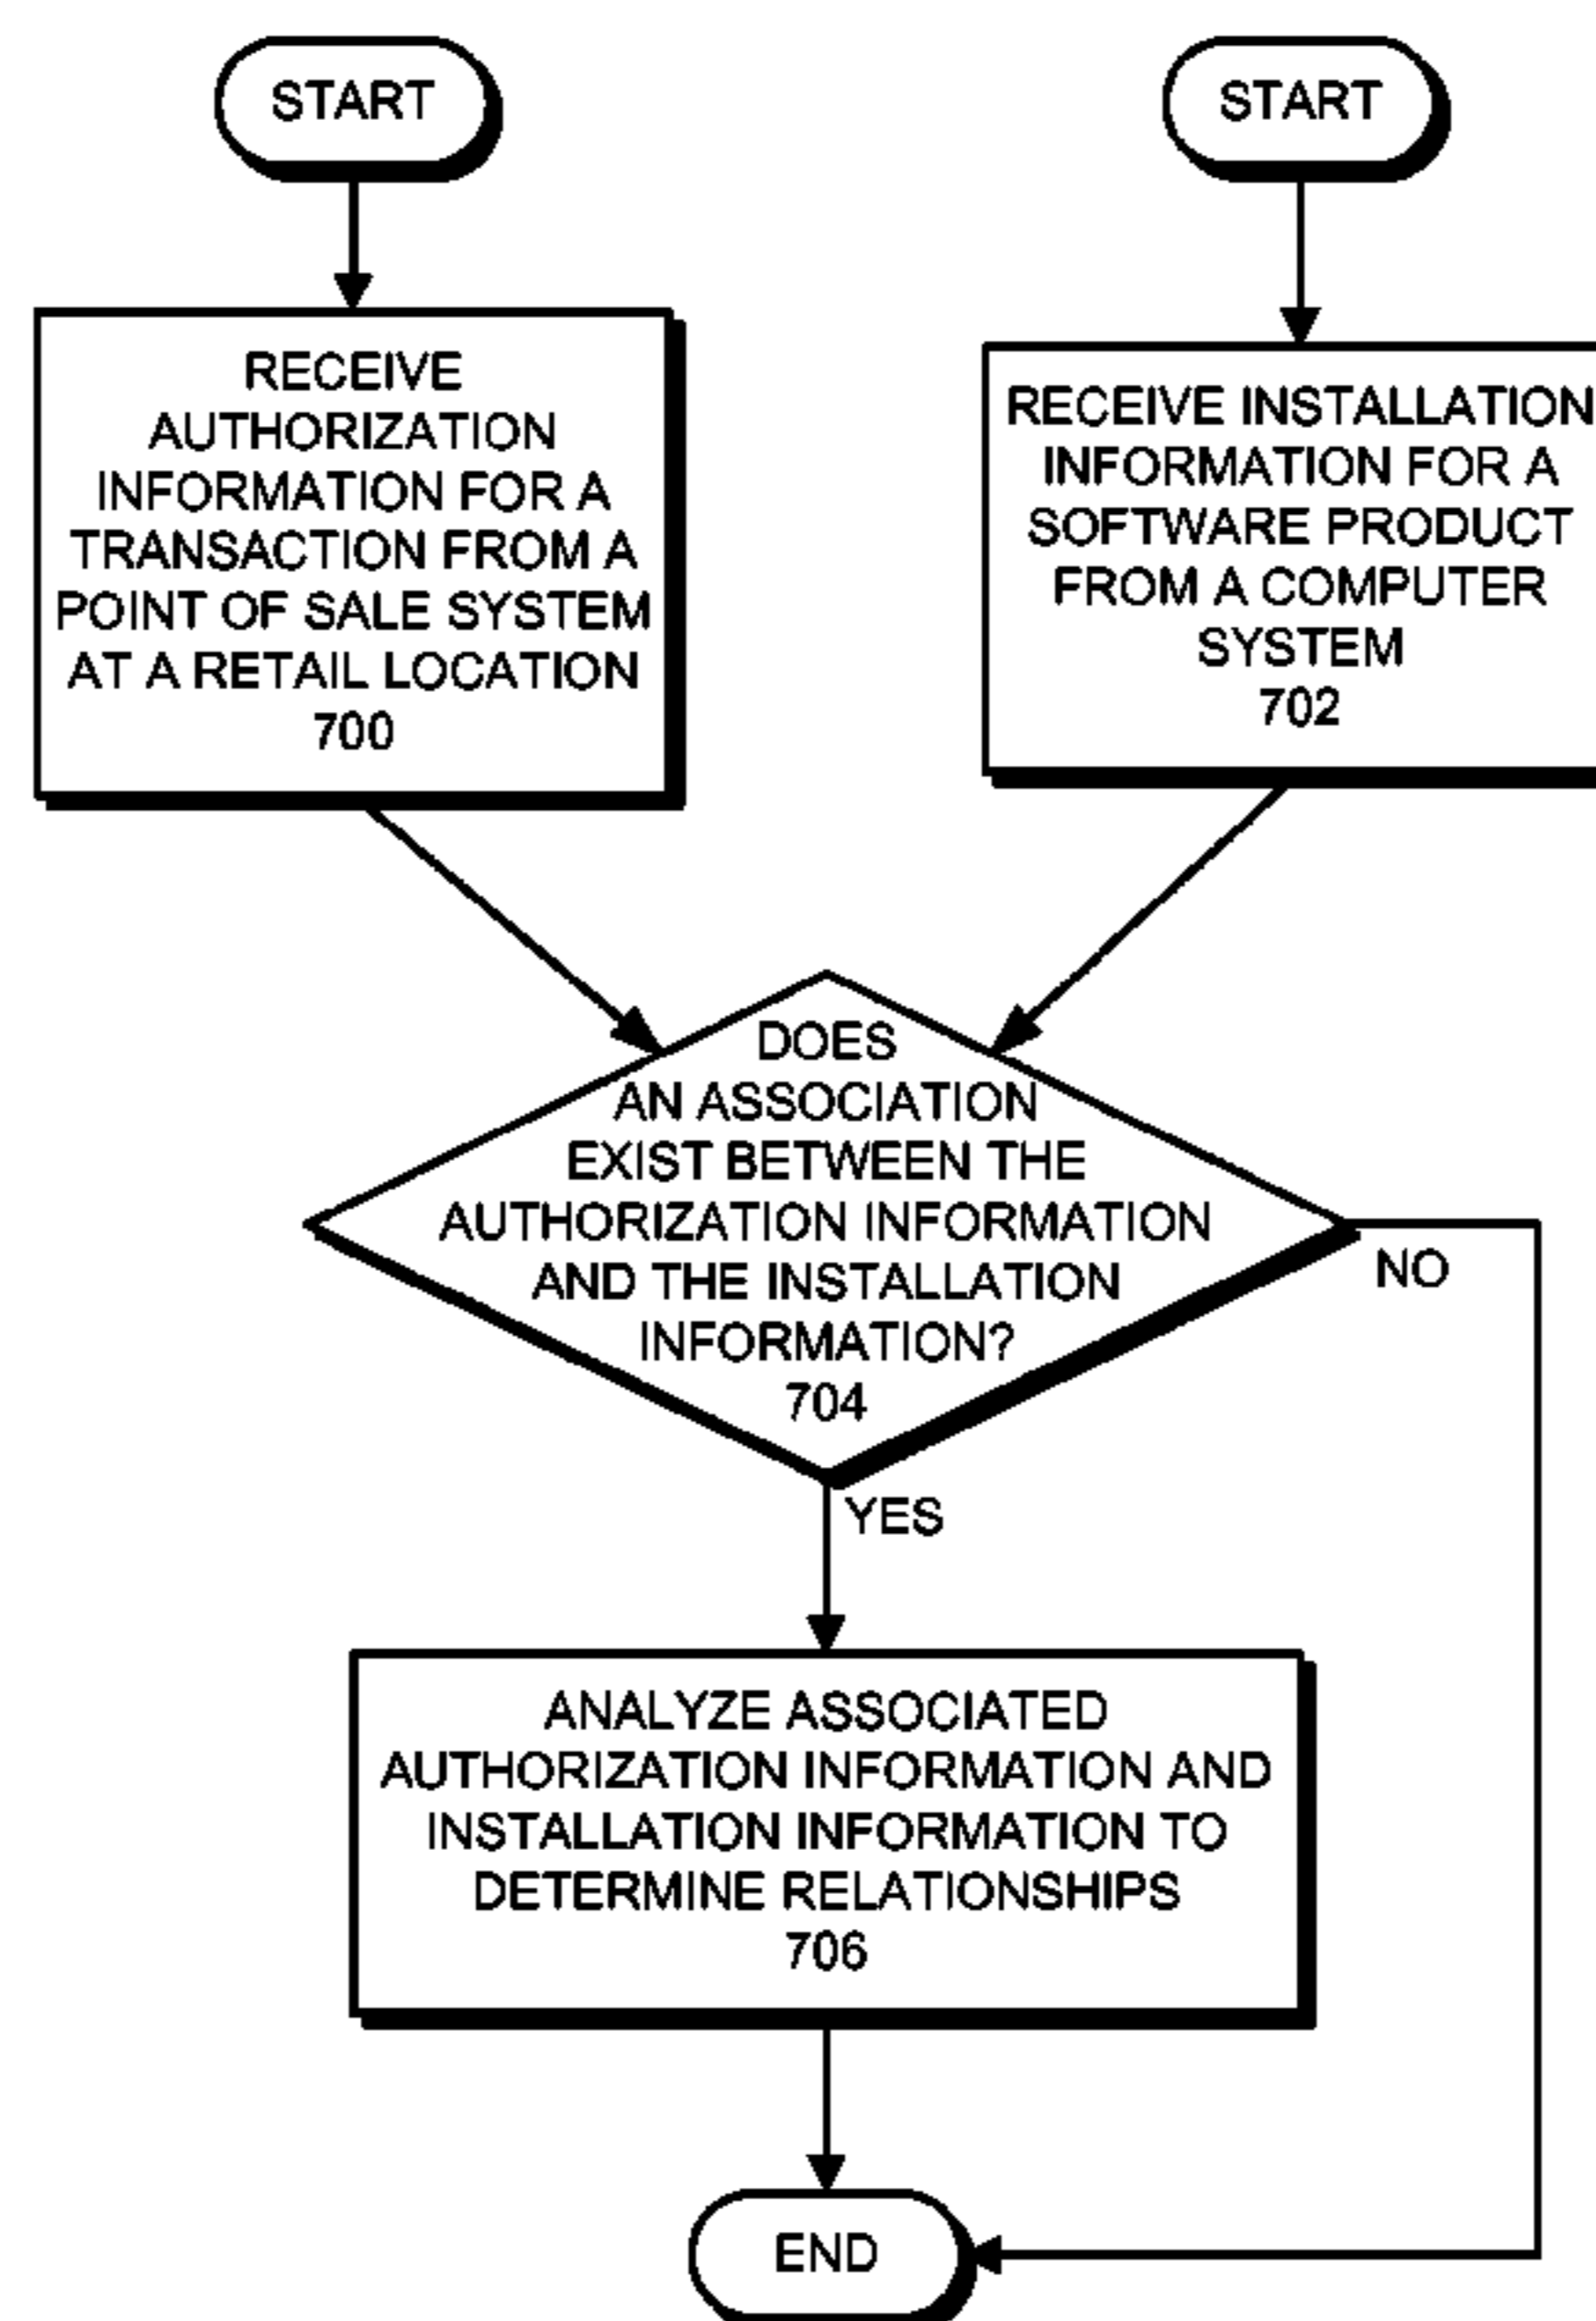 START
RECEIVE
AUTHORIZATION
INFORMATION FOR A
TRANSACTION FROM A
POINT OF SALE SYSTEM
AT A RETAIL LOCATION
700
START
RECEIVE INSTALLATION
INFORMATION FOR A
SOFTWARE PRODUCT
FROM A COMPUTER
SYSTEM
702
DOES
AN ASSOCIATION
EXIST BETWEEN THE
AUTHORIZATION INFORMATION
AND THE INSTALLATION
INFORMATION?
704
NO
YES
ANALYZE ASSOCIATED
AUTHORIZATION INFORMATION AND
INSTALLATION INFORMATION TO
DETERMINE RELATIONSHIPS
706
END